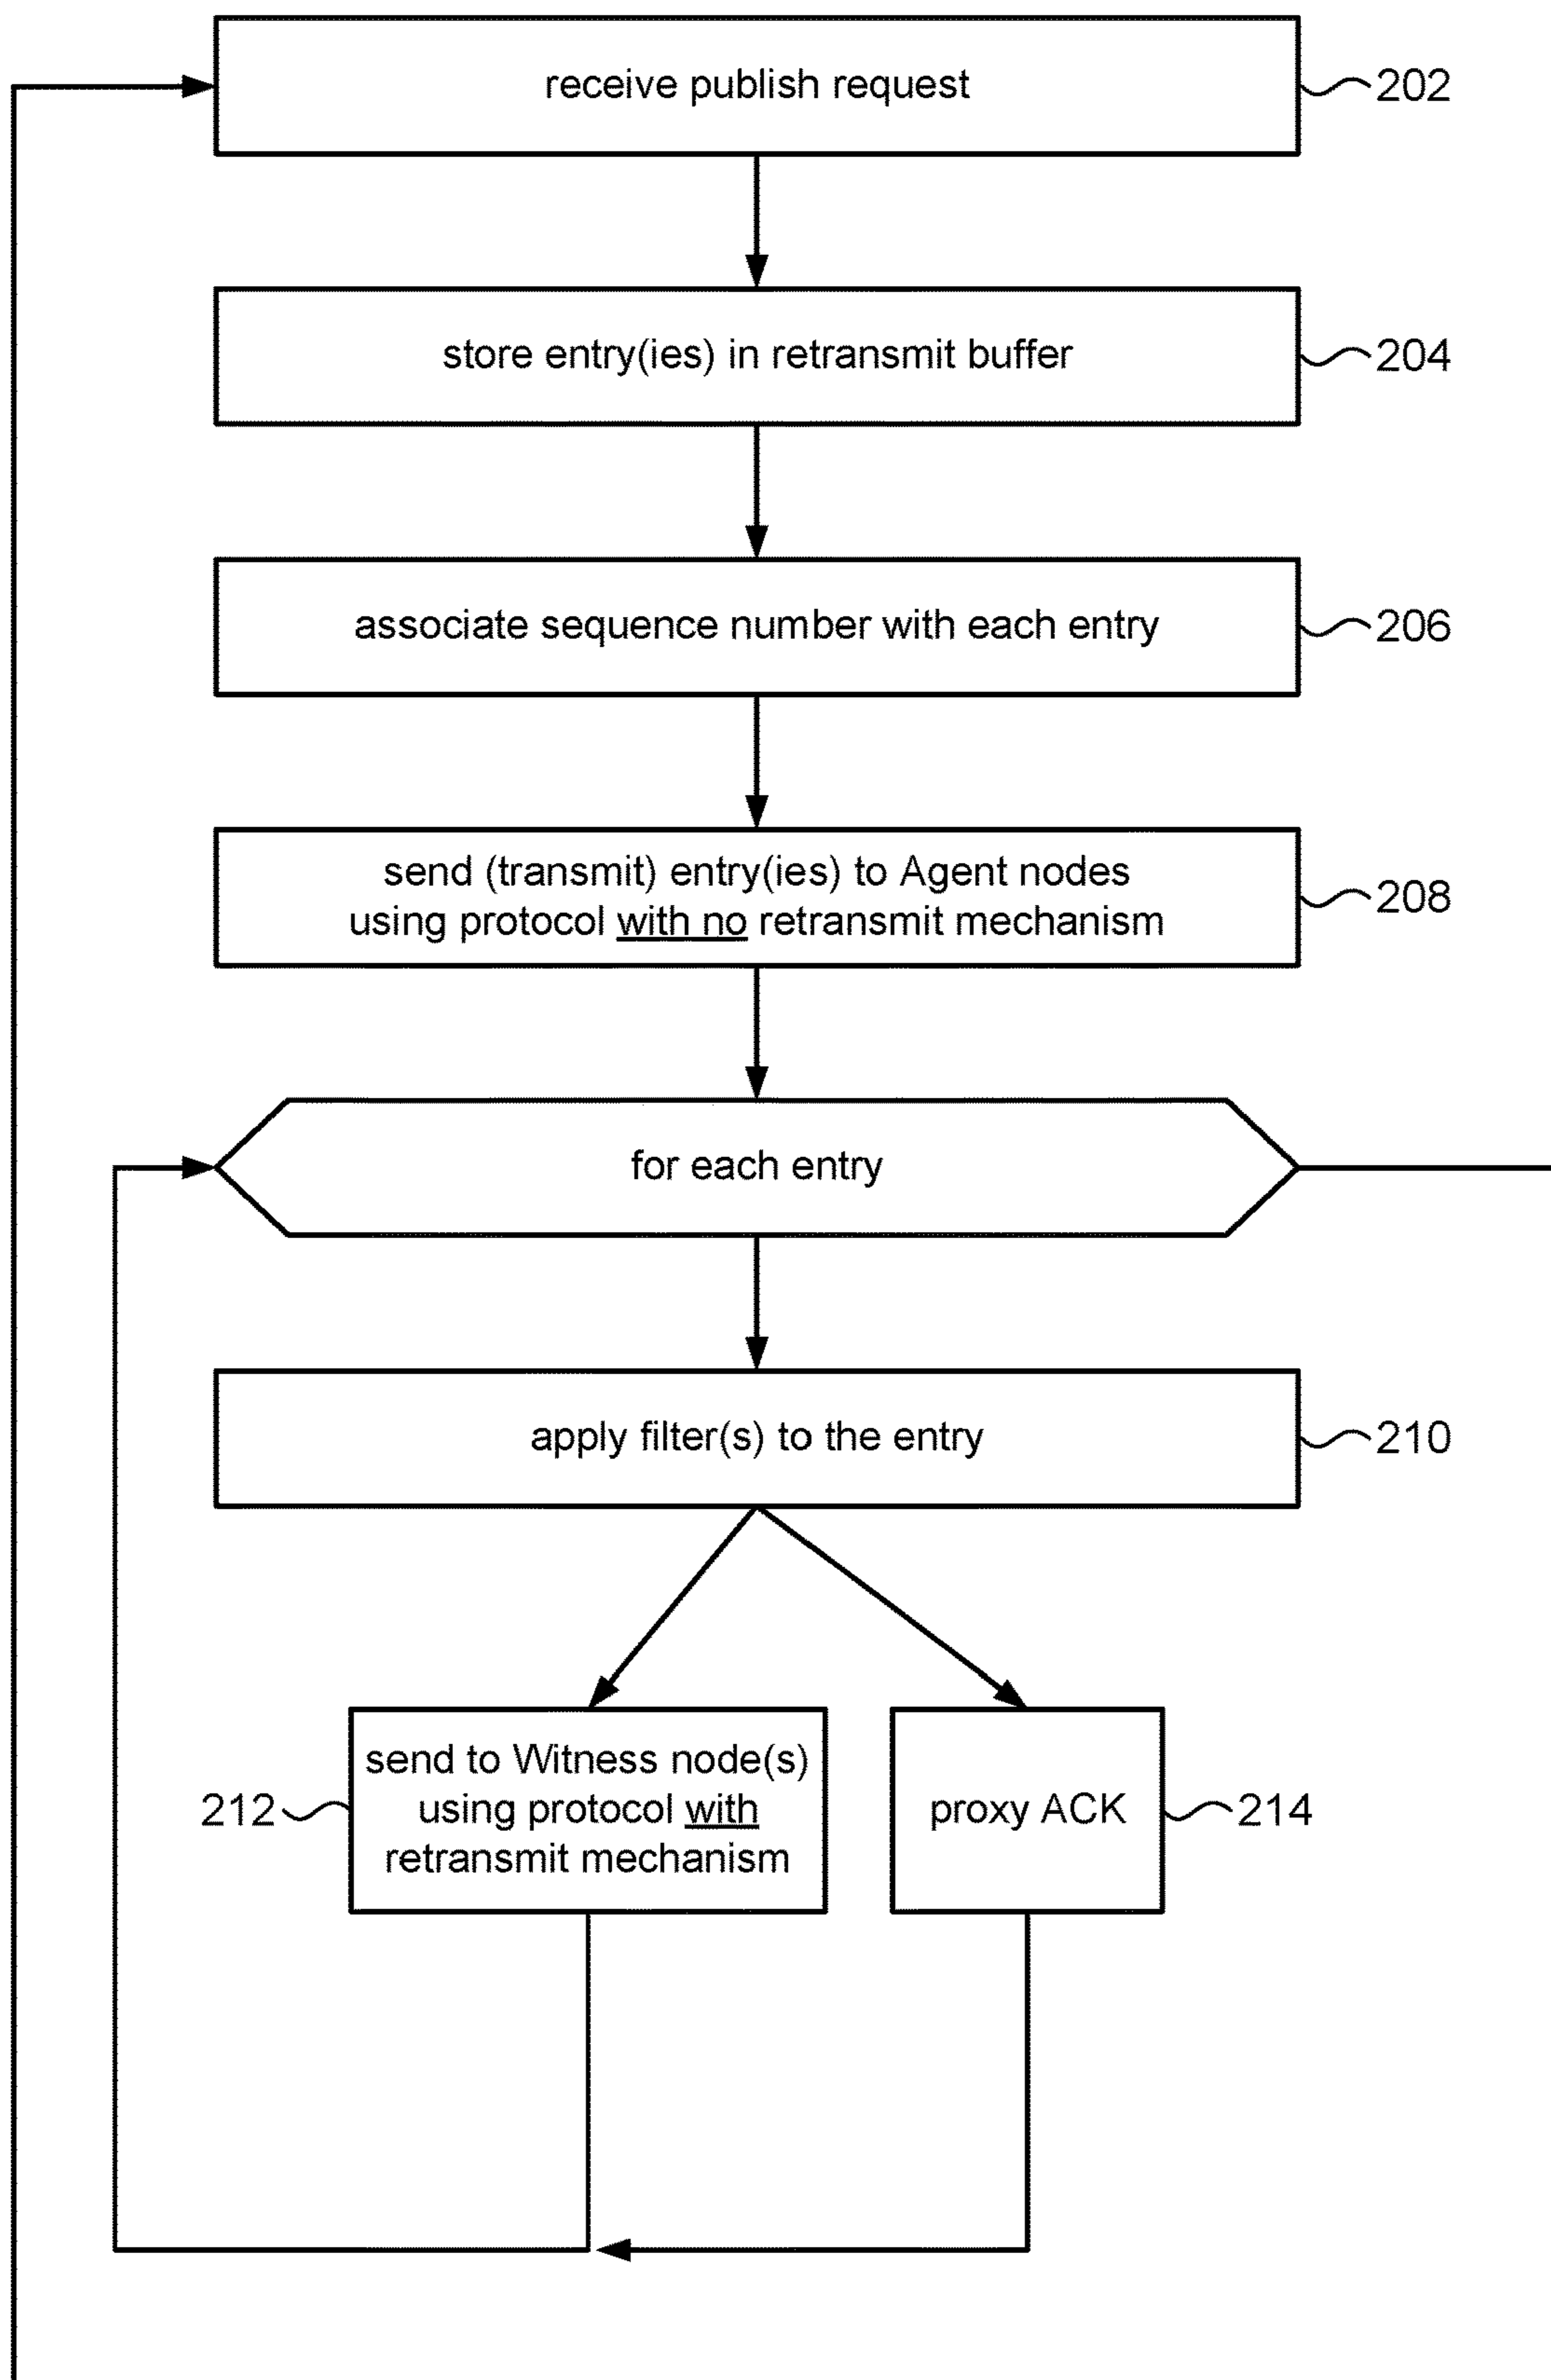 receive publish request
202
store entry(ies) in retransmit buffer
204
associate sequence number with each entry
206
send (transmit) entry(ies) to Agent nodes
using protocol with no retransmit mechanism
208
for each entry
apply filter(s) to the entry
210
send to Witness node(s)
using protocol with
retransmit mechanism
212
proxy ACK
214